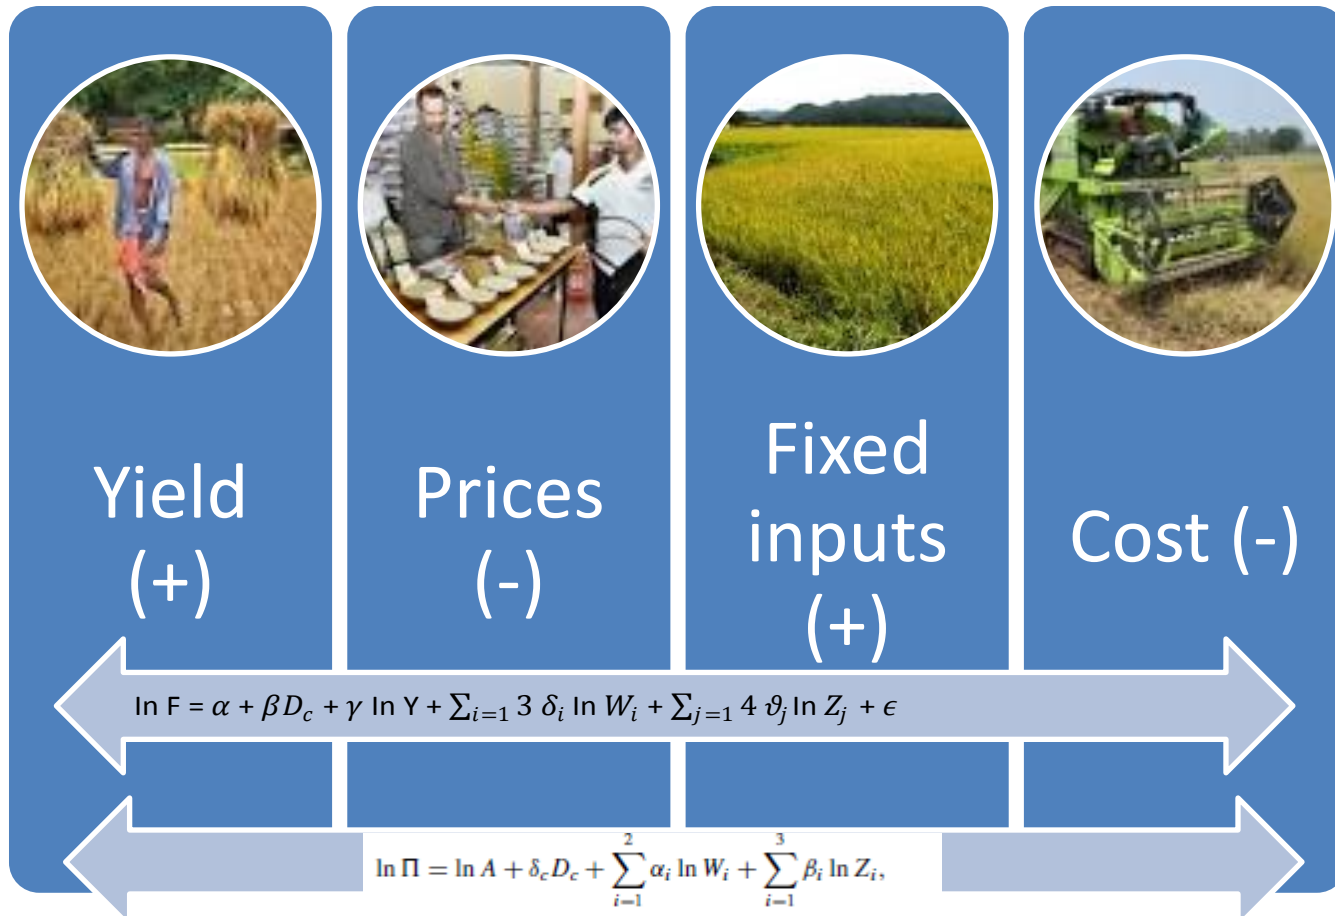 Yield
(+)
Prices
(-)
Fixed
inputs
(+)
Cost (-)
ln F = 𝛼 + 𝛽𝐷_𝑐 + 𝛾 ln Y + ∑_{𝑖=1} 3 𝛿_𝑖 ln 𝑊_𝑖 + ∑_{𝑗=1} 4 𝜗_𝑗 ln 𝑍_𝑗 + 𝜖
ln Π = ln A + δ_c D_c + ∑_{i=1}^{2} α_i ln W_i + ∑_{i=1}^{3} β_i ln Z_i,